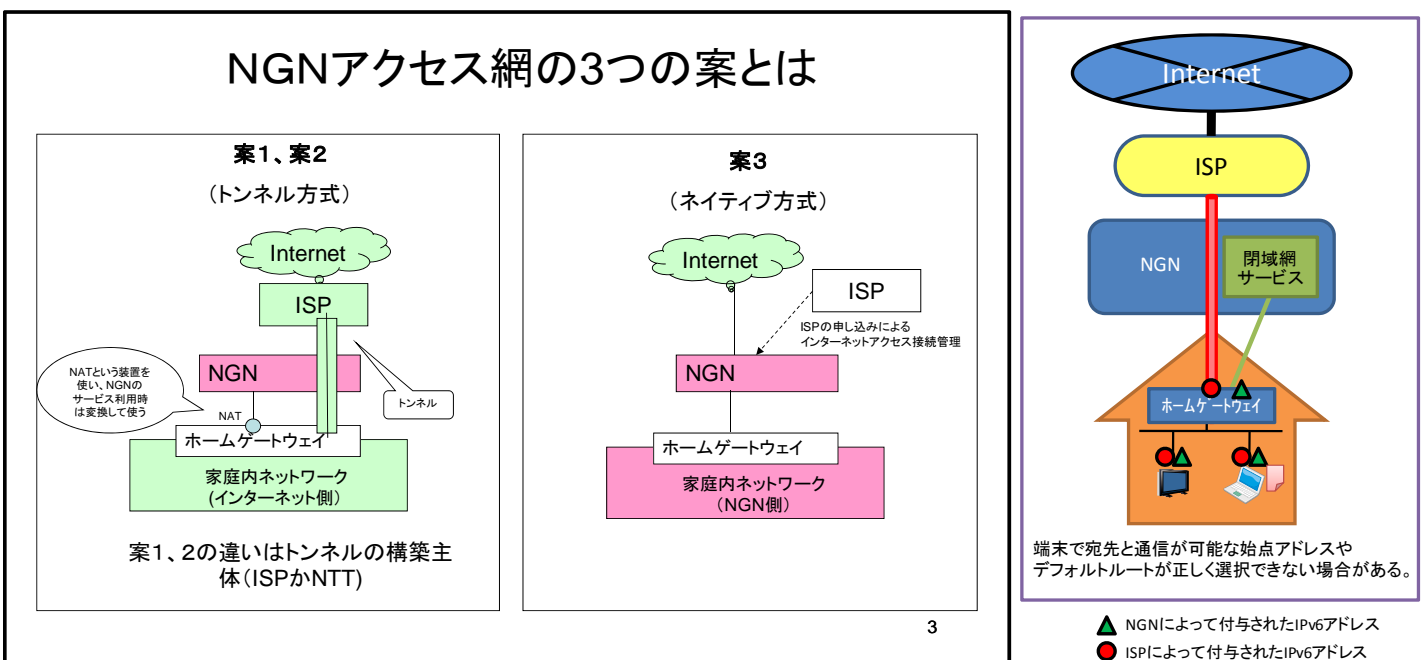 NGNアクセス網の3つの案とは
案1、案2
（トンネル方式）
Internet
ISP
NATという装置を
使い、NGNの
サービス利用時
は変換して使う
NGN
トンネル
NAT
ホームゲートウェイ
家庭内ネットワーク
(インターネット側）
案1、2の違いはトンネルの構築主
体（ISPかNTT)
案3
（ネイティブ方式）
Internet
ISP
ISPの申し込みによる
インターネットアクセス接続管理
NGN
ホームゲートウェイ
家庭内ネットワーク
（NGN側）
3
Internet
ISP
NGN
閉域網
サービス
ホームゲートウェイ
端末で宛先と通信が可能な始点アドレスや
デフォルトルートが正しく選択できない場合がある。
NGNによって付与されたIPv6アドレス
ISPによって付与されたIPv6アドレス